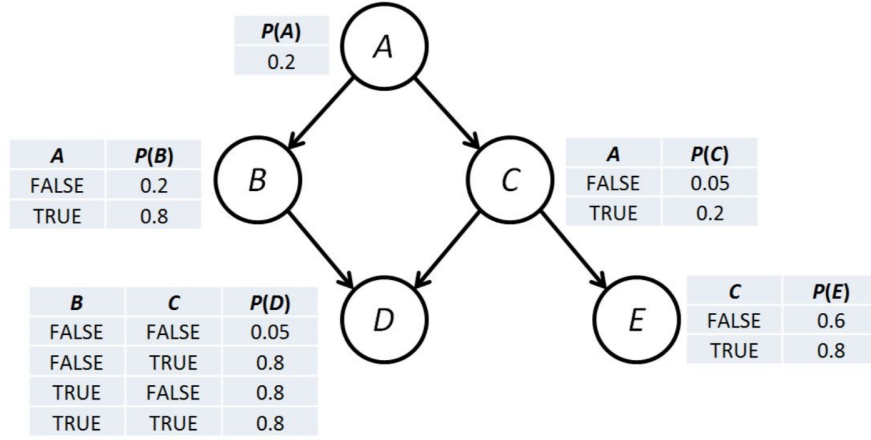 P(A)
0.2
A
A P(B)
FALSE 0.2
TRUE 0.8
B
C
A P(C)
FALSE 0.05
TRUE 0.2
B C P(D)
FALSE FALSE 0.05
FALSE TRUE 0.8
TRUE FALSE 0.8
TRUE TRUE 0.8
D
E
C P(E)
FALSE 0.6
TRUE 0.8